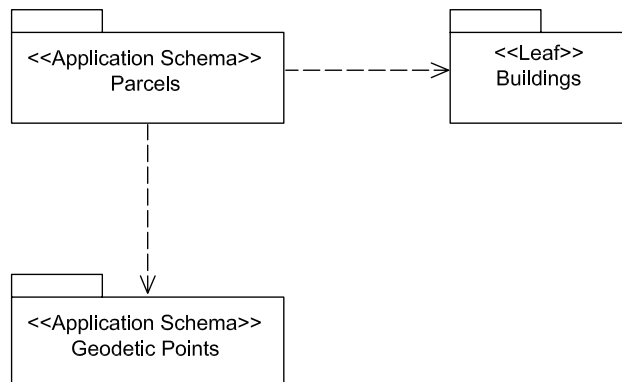 <<Application Schema>>
Parcels
<<Leaf>>
Buildings
<<Application Schema>>
Geodetic Points